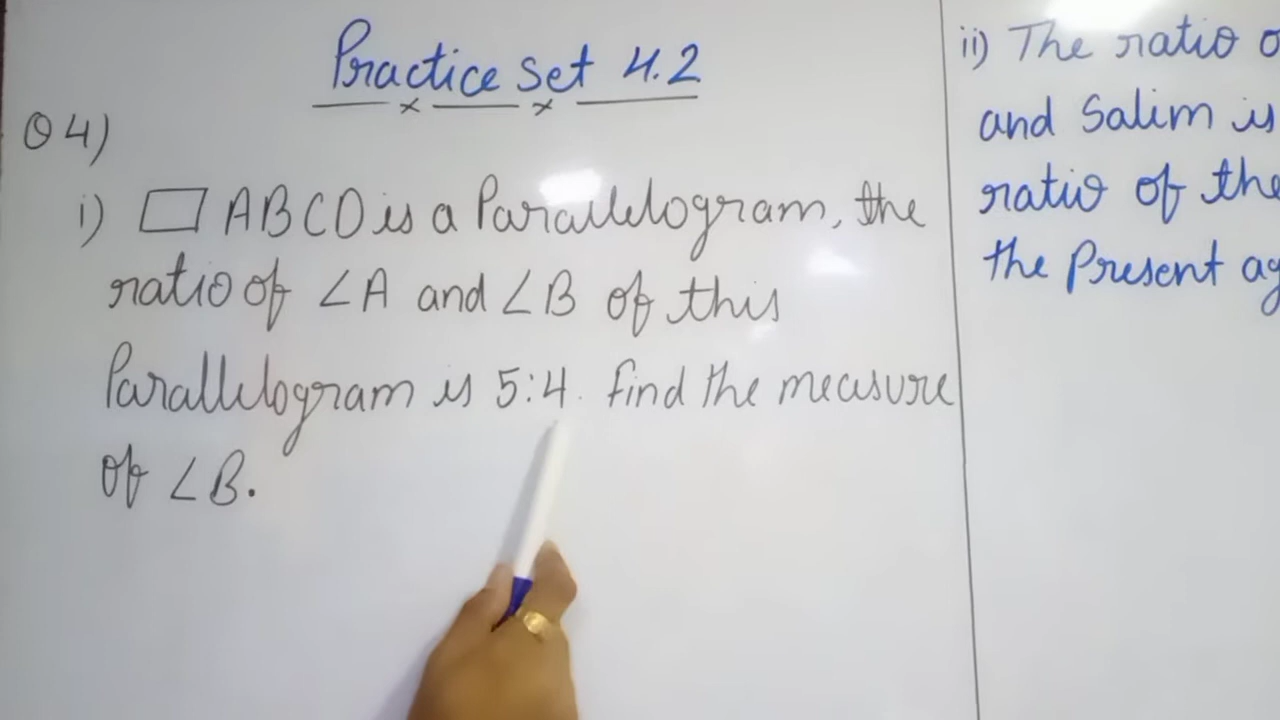 Practice Set 4.2
Q4)
i) □ ABCD is a Parallelogram, the
ratio of ∠A and ∠B of this
Parallelogram is 5:4. find the measure
of ∠B.
ii) The ratio o
and Salim is
ratio of the
the Present ag